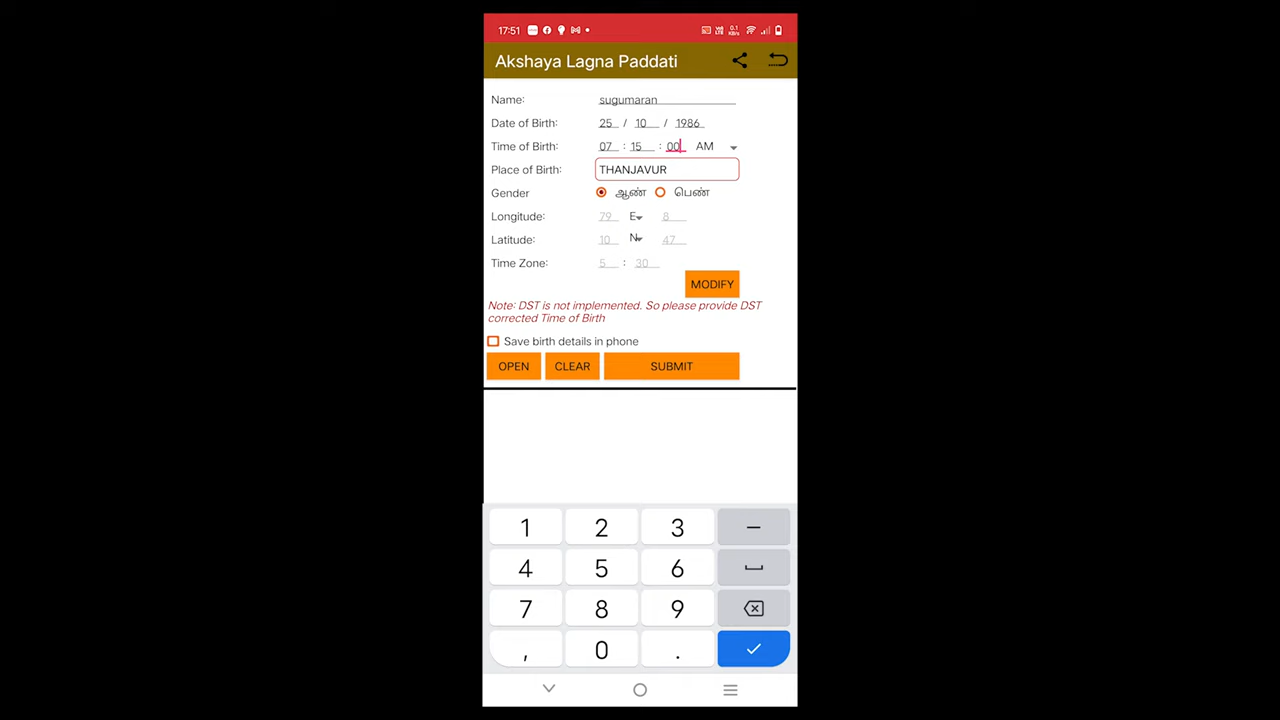 17:51 0.1 KB/s
Akshaya Lagna Paddati
Name: sugumaran
Date of Birth: 25 / 10 / 1986
Time of Birth: 07 : 15 : 00 AM
Place of Birth: THANJAVUR
Gender ஆண் பெண்
Longitude: 79 E 8
Latitude: 10 N 47
Time Zone: 5 : 30
MODIFY
Note: DST is not implemented. So please provide DST
corrected Time of Birth
Save birth details in phone
OPEN CLEAR SUBMIT
1 2 3 –
4 5 6
7 8 9
, 0 .